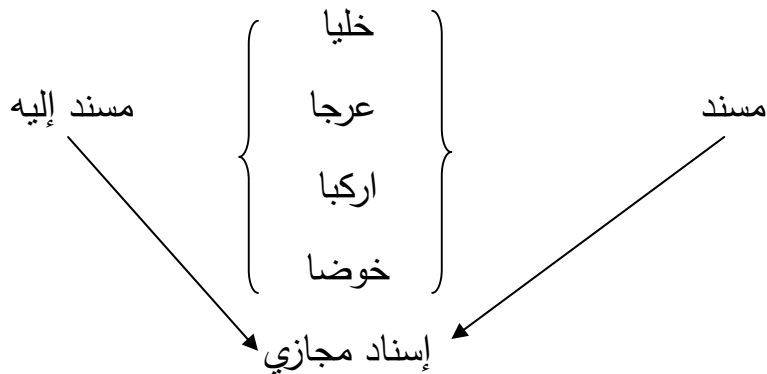 خليا
مسند عرجا مسند إليه
اركبا
خوضا
إسناد مجازي